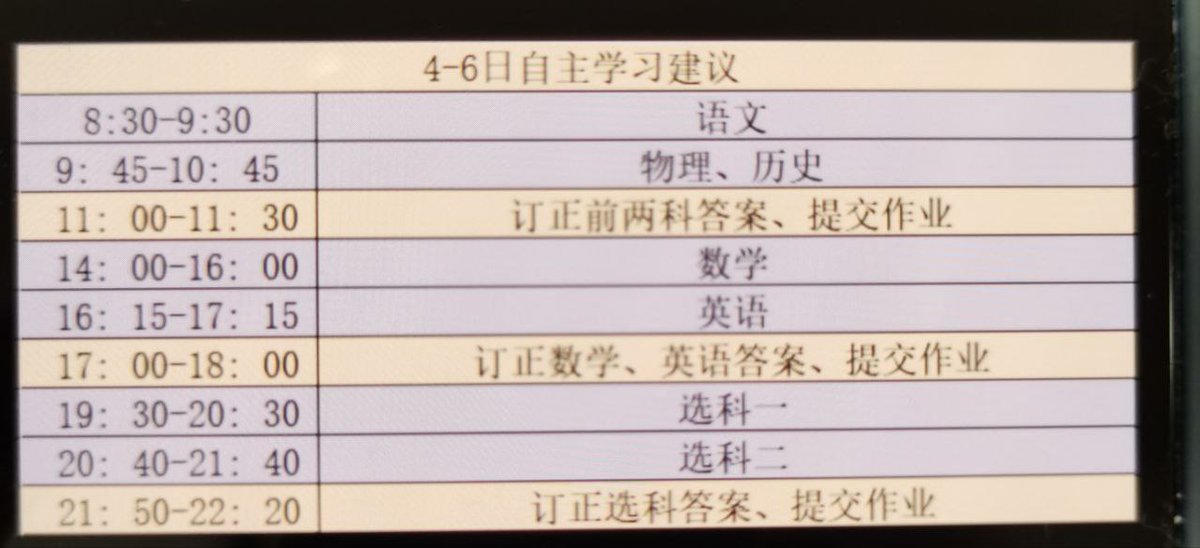 4-6日自主学习建议
8:30-9:30 语文
9: 45-10: 45 物理、历史
11: 00-11: 30 订正前两科答案、提交作业
14: 00-16: 00 数学
16: 15-17: 15 英语
17: 00-18: 00 订正数学、英语答案、提交作业
19: 30-20: 30 选科一
20: 40-21: 40 选科二
21: 50-22: 20 订正选科答案、提交作业